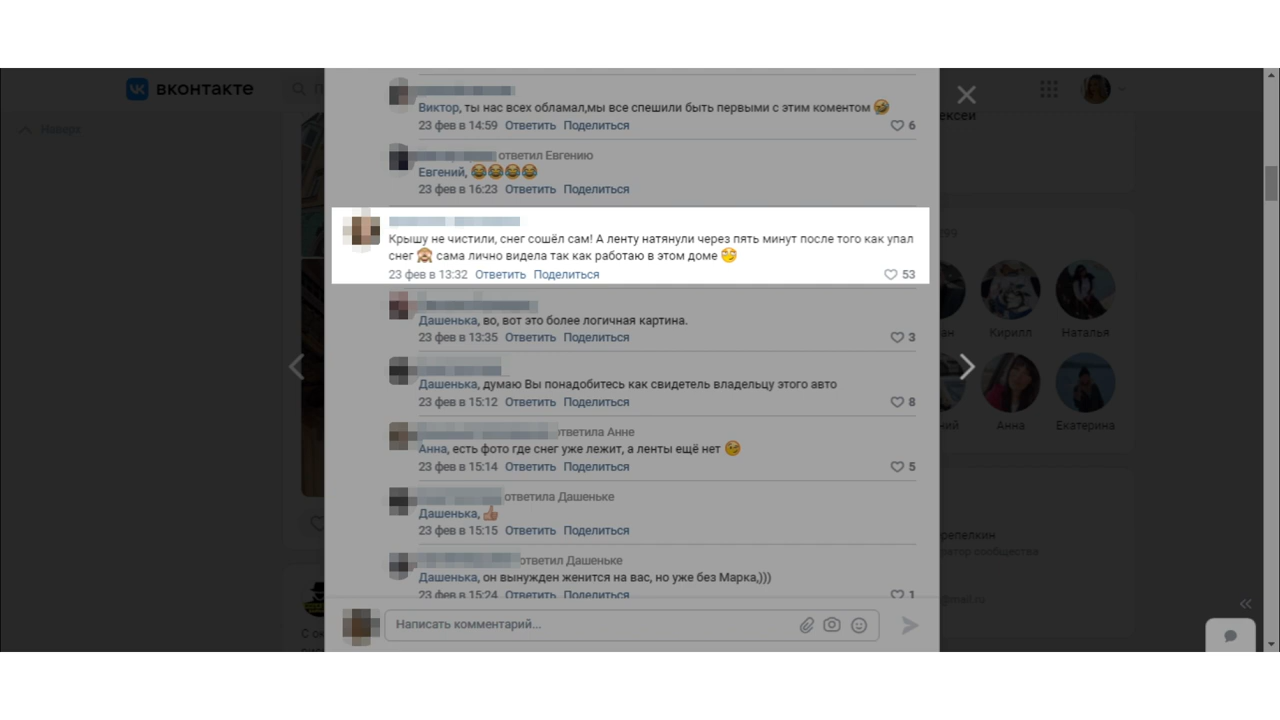 вконтакте
Наверх
Виктор, ты нас всех обламал,мы все спешили быть первыми с этим коментом
23 фев в 14:59 Ответить Поделиться
6
ответил Евгению
Евгений,
23 фев в 16:23 Ответить Поделиться
Крышу не чистили, снег сошёл сам! А ленту натянули через пять минут после того как упал
снег сама лично видела так как работаю в этом доме
23 фев в 13:32 Ответить Поделиться
53
Дашенька, во, вот это более логичная картина.
23 фев в 13:35 Ответить Поделиться
3
Дашенька, думаю Вы понадобитесь как свидетель владельцу этого авто
23 фев в 15:12 Ответить Поделиться
8
ответила Анне
Анна, есть фото где снег уже лежит, а ленты ещё нет
23 фев в 15:14 Ответить Поделиться
5
ответила Дашеньке
Дашенька,
23 фев в 15:15 Ответить Поделиться
ответил Дашеньке
Дашенька, он вынужден женится на вас, но уже без Марка,)))
23 фев в 15:24 Ответить Поделиться
1
Написать комментарий...
Кирилл Наталья
Анна Екатерина